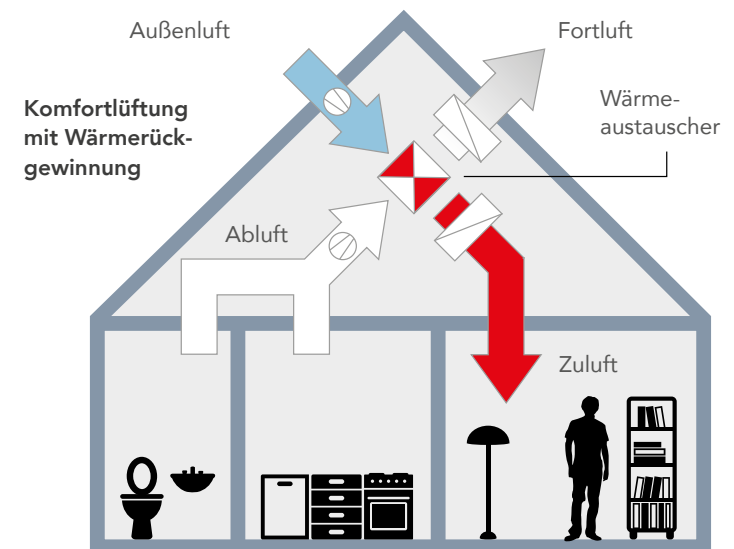 Außenluft
Fortluft
Komfortlüftung
mit Wärmerück-
gewinnung
Wärme-
austauscher
Abluft
Zuluft